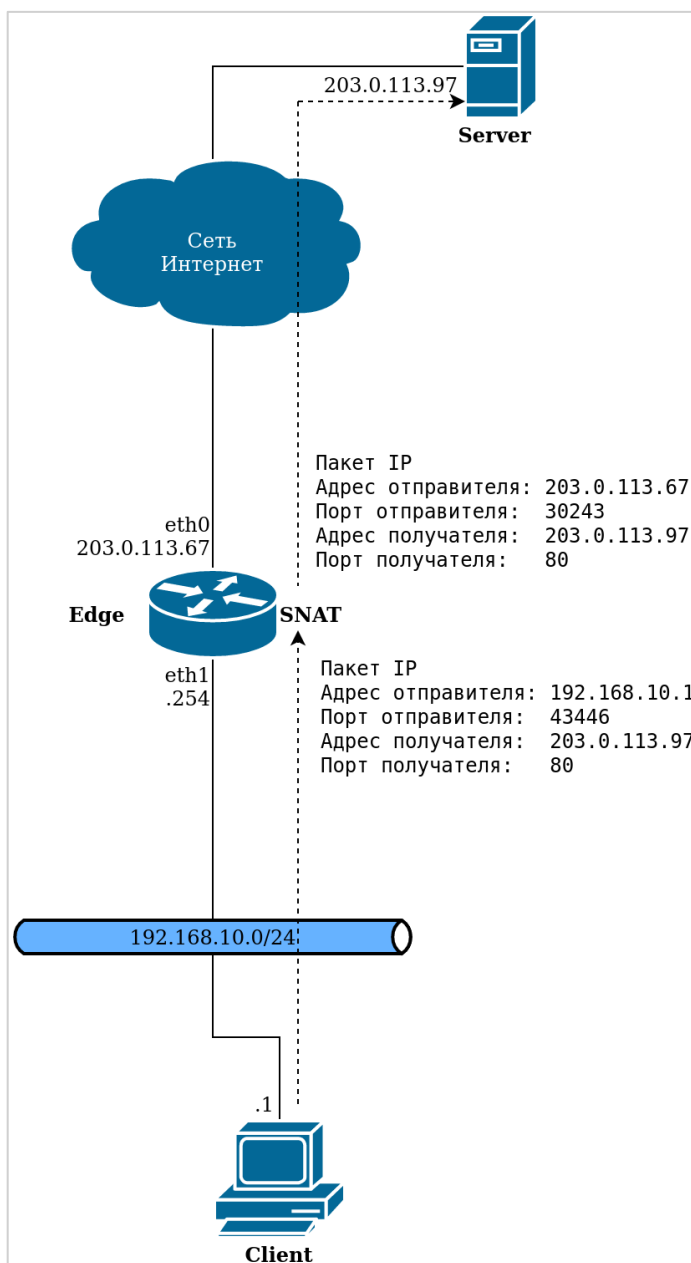 203.0.113.97
Server
Сеть
Интернет
Пакет IP
Адрес отправителя: 203.0.113.67
Порт отправителя: 30243
Адрес получателя: 203.0.113.97
Порт получателя: 80
eth0
203.0.113.67
Edge
SNAT
eth1
.254
Пакет IP
Адрес отправителя: 192.168.10.1
Порт отправителя: 43446
Адрес получателя: 203.0.113.97
Порт получателя: 80
192.168.10.0/24
.1
Client